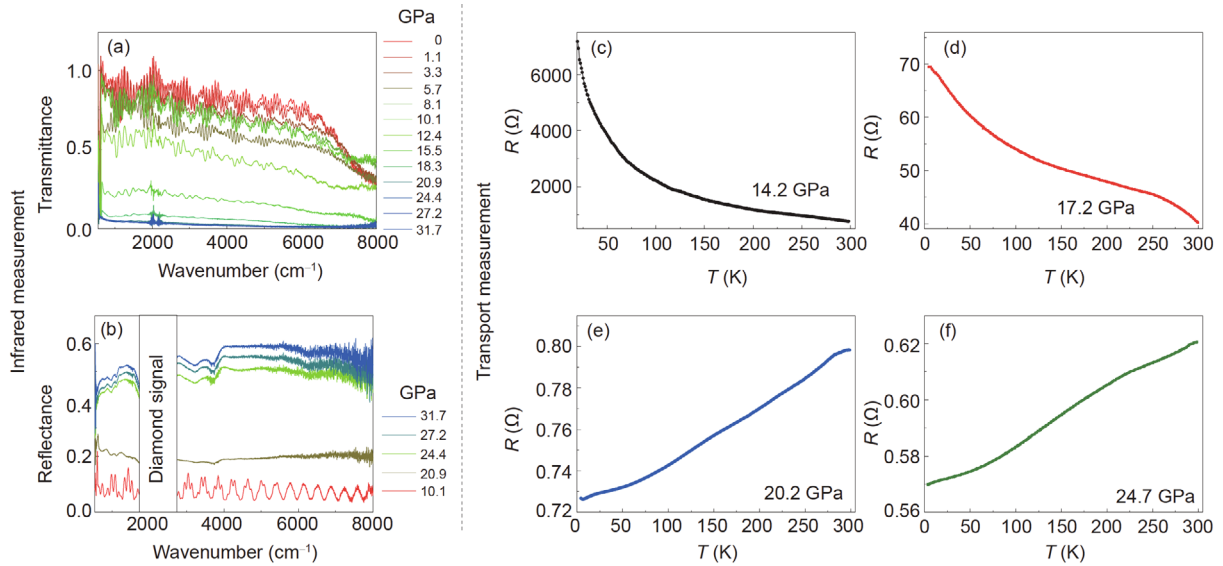 Infrared measurement
(a)
Transmittance
1.0
0.5
0.0
2000
4000
6000
8000
Wavenumber (cm⁻¹)
GPa
0
1.1
3.3
5.7
8.1
10.1
12.4
15.5
18.3
20.9
24.4
27.2
31.7
(b)
Reflectance
0.6
0.4
0.2
0.0
Diamond signal
2000
4000
6000
8000
Wavenumber (cm⁻¹)
GPa
31.7
27.2
24.4
20.9
10.1
Transport measurement
(c)
R (Ω)
6000
4000
2000
14.2 GPa
50
100
150
200
250
300
T (K)
(d)
R (Ω)
70
60
50
40
17.2 GPa
0
50
100
150
200
250
300
T (K)
(e)
R (Ω)
0.80
0.78
0.76
0.74
0.72
20.2 GPa
0
50
100
150
200
250
300
T (K)
(f)
R (Ω)
0.62
0.60
0.58
0.56
24.7 GPa
0
50
100
150
200
250
300
T (K)